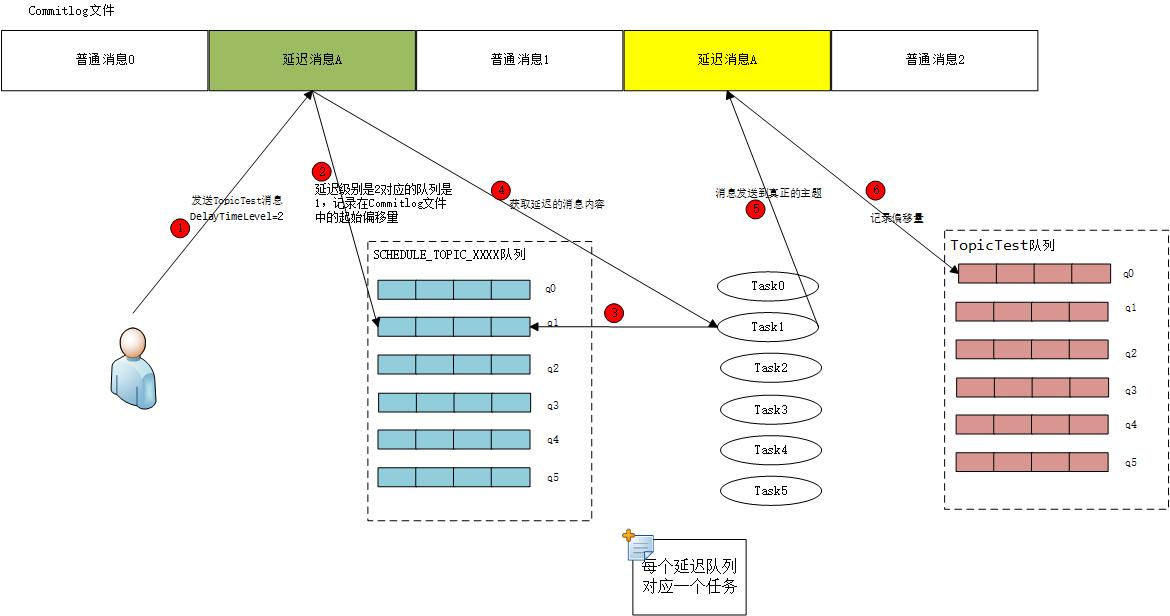 Commitlog文件
普通消息0
延迟消息A
普通消息1
延迟消息A
普通消息2
1
发送TopicTest消息
DelayTimeLevel=2
2
延迟级别是2对应的队列是
1，记录在Commitlog文件
中的起始偏移量
4
获取延迟的消息内容
消息发送到真正的主题
5
6
记录偏移量
SCHEDULE_TOPIC_XXXX队列
q0
q1
q2
q3
q4
q5
3
Task0
Task1
Task2
Task3
Task4
Task5
TopicTest队列
q0
q1
q2
q3
q4
q5
每个延迟队列
对应一个任务